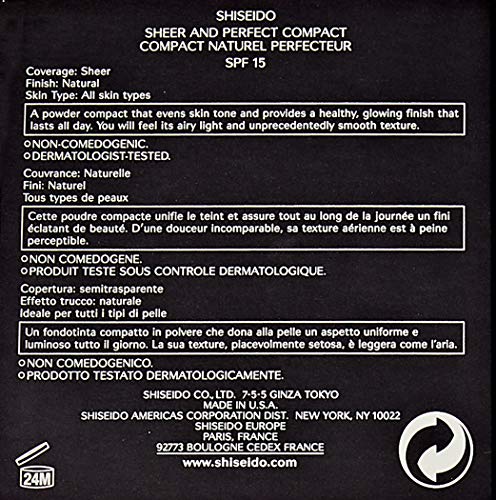 SHISEIDO
SHEER AND PERFECT COMPACT
COMPACT NATUREL PERFECTEUR
SPF 15
Coverage: Sheer
Finish: Natural
Skin Type: All skin types
A powder compact that evens skin tone and provides a healthy, glowing finish that
lasts all day. You will feel its airy light and unprecedentedly smooth texture.
○NON-COMEDOGENIC.
○DERMATOLOGIST-TESTED.
Couvrance: Naturelle
Fini: Naturel
Tous types de peaux
Cette poudre compacte unifie le teint et assure tout au long de la journée un fini
éclatant de beauté. D'une douceur incomparable, sa texture aérienne est à peine
perceptible.
○NON COMEDOGENE.
○PRODUIT TESTE SOUS CONTROLE DERMATOLOGIQUE.
Copertura: semitrasparente
Effetto trucco: naturale
Ideale per tutti i tipi di pelle
Un fondotinta compatto in polvere che dona alla pelle un aspetto uniforme e
luminoso tutto il giorno. La sua texture, piacevolmente setosa, è leggera come l'aria.
○NON COMEDOGENICO.
○PRODOTTO TESTATO DERMATOLOGICAMENTE.
SHISEIDO CO., LTD. 7-5-5 GINZA TOKYO
MADE IN U.S.A.
SHISEIDO AMERICAS CORPORATION DIST. NEW YORK, NY 10022
SHISEIDO EUROPE
PARIS, FRANCE
92773 BOULOGNE CEDEX FRANCE
www.shiseido.com
24M